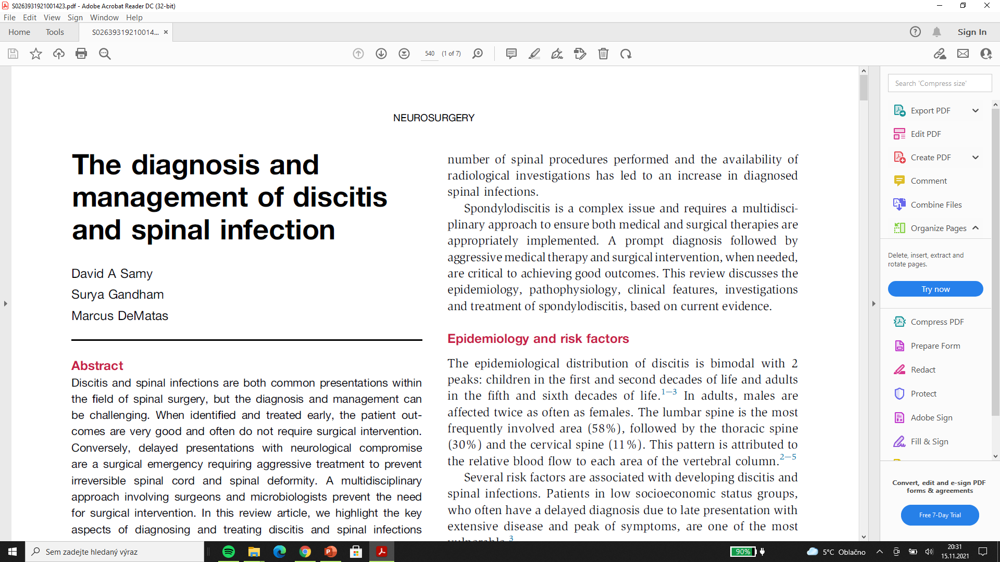 S0263931921001423.pdf - Adobe Acrobat Reader DC (32-bit)
File Edit View Sign Window Help
Home Tools S02639319210014... ×
? Sign In
540 (1 of 7)
NEUROSURGERY
The diagnosis and
management of discitis
and spinal infection
David A Samy
Surya Gandham
Marcus DeMatas
Abstract
Discitis and spinal infections are both common presentations within
the field of spinal surgery, but the diagnosis and management can
be challenging. When identified and treated early, the patient out-
comes are very good and often do not require surgical intervention.
Conversely, delayed presentations with neurological compromise
are a surgical emergency requiring aggressive treatment to prevent
irreversible spinal cord and spinal deformity. A multidisciplinary
approach involving surgeons and microbiologists prevent the need
for surgical intervention. In this review article, we highlight the key
aspects of diagnosing and treating discitis and spinal infections
number of spinal procedures performed and the availability of
radiological investigations has led to an increase in diagnosed
spinal infections.
Spondylodiscitis is a complex issue and requires a multidisci-
plinary approach to ensure both medical and surgical therapies are
appropriately implemented. A prompt diagnosis followed by
aggressive medical therapy and surgical intervention, when needed,
are critical to achieving good outcomes. This review discusses the
epidemiology, pathophysiology, clinical features, investigations
and treatment of spondylodiscitis, based on current evidence.
Epidemiology and risk factors
The epidemiological distribution of discitis is bimodal with 2
peaks: children in the first and second decades of life and adults
in the fifth and sixth decades of life.1–3 In adults, males are
affected twice as often as females. The lumbar spine is the most
frequently involved area (58%), followed by the thoracic spine
(30%) and the cervical spine (11%). This pattern is attributed to
the relative blood flow to each area of the vertebral column.2–5
Several risk factors are associated with developing discitis and
spinal infections. Patients in low socioeconomic status groups,
who often have a delayed diagnosis due to late presentation with
extensive disease and peak of symptoms, are one of the most
vulnerable.3
Search 'Compress size'
Export PDF
Edit PDF
Create PDF
Comment
Combine Files
Organize Pages
Delete, insert, extract and
rotate pages.
Try now
Compress PDF
Prepare Form
Redact
Protect
Adobe Sign
Fill & Sign
Convert, edit and e-sign PDF
forms & agreements
Free 7-Day Trial
Sem zadejte hledaný výraz
90%
5°C Oblačno
20:31
15.11.2021